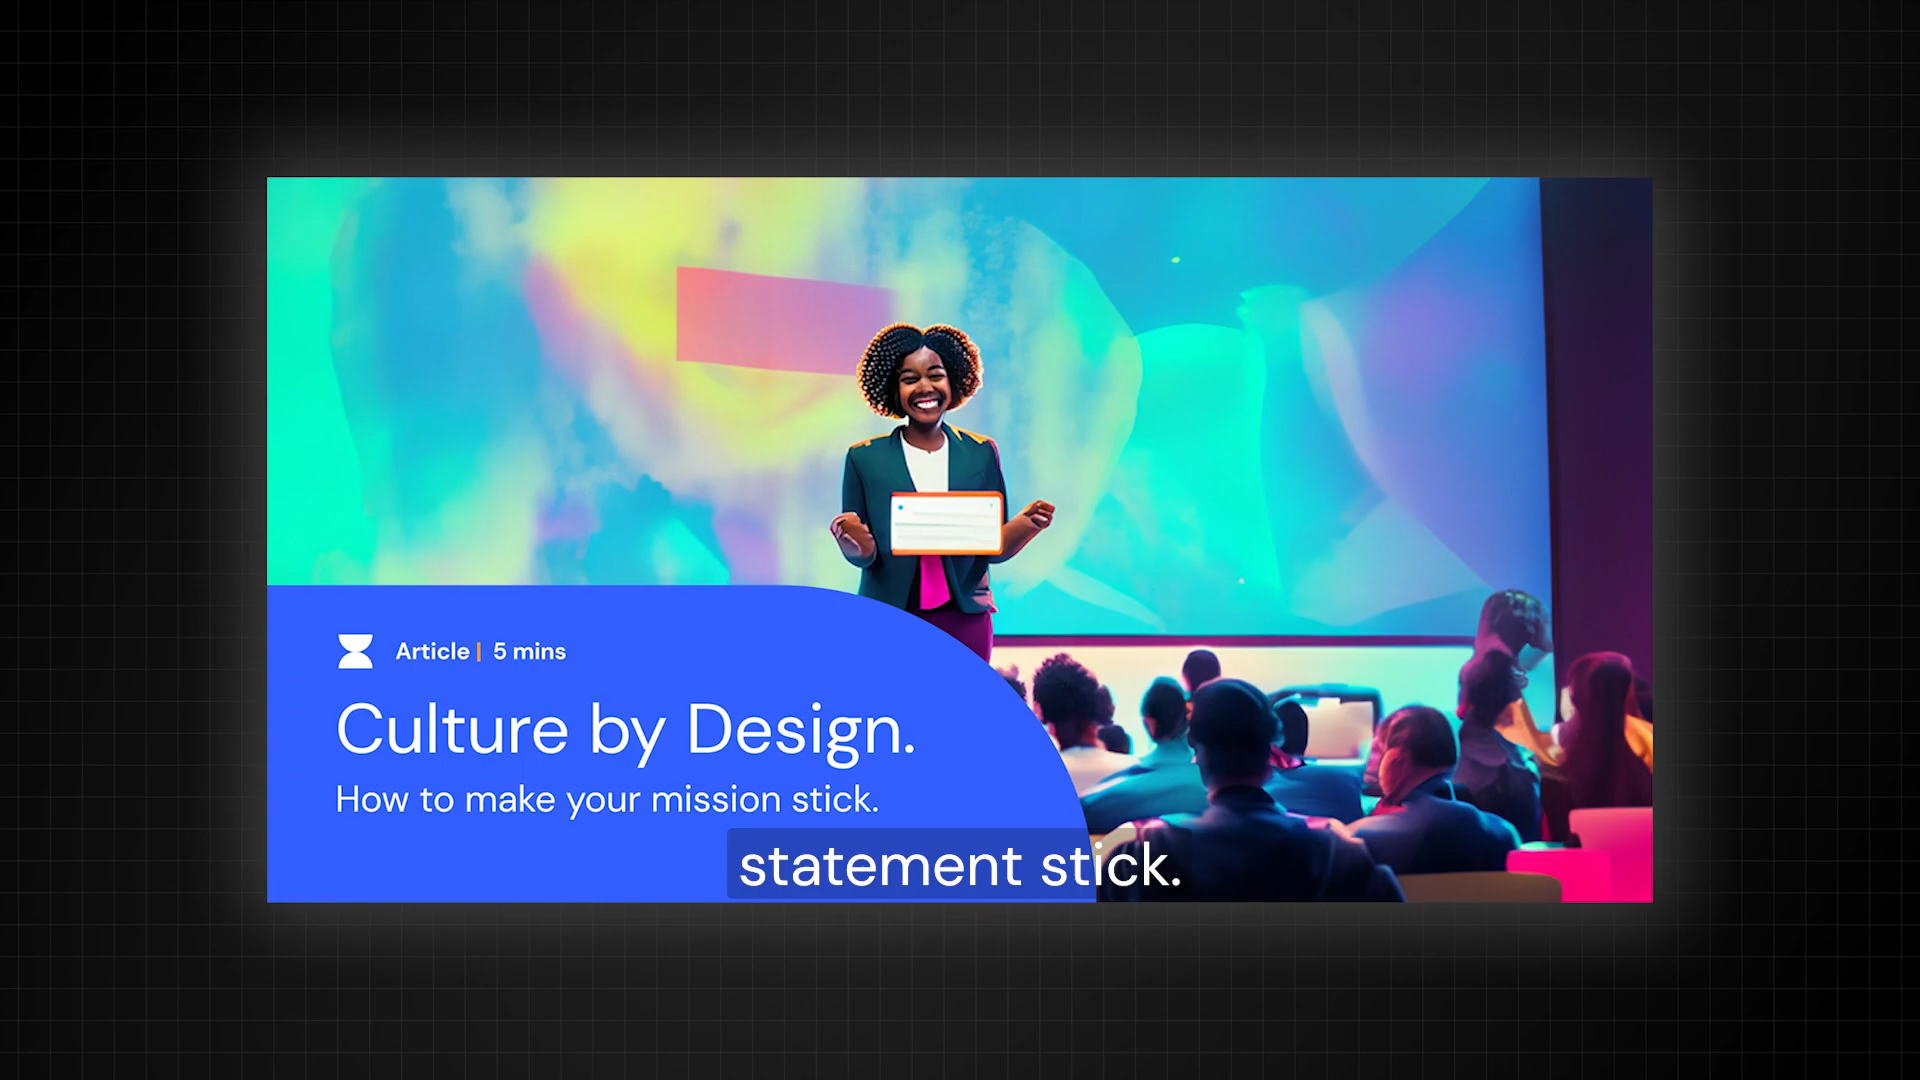 Article | 5 mins
Culture by Design.
How to make your mission stick.
statement stick.